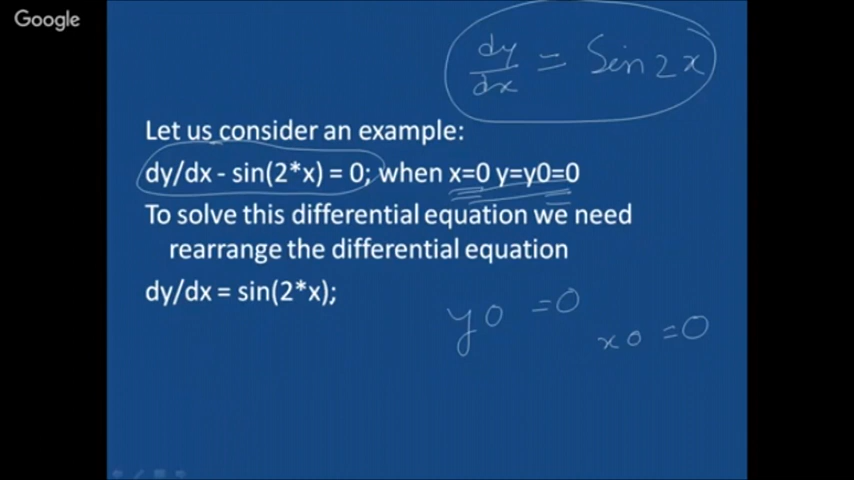 Google
dy/dx = Sin 2x
Let us consider an example:
dy/dx - sin(2*x) = 0; when x=0 y=y0=0
To solve this differential equation we need
rearrange the differential equation
dy/dx = sin(2*x);
y0 =0
x0 =0